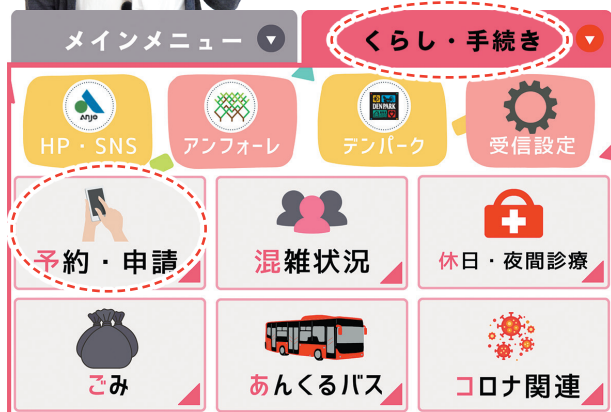 メインメニュー
くらし・手続き
Anjo
DENPARK
HP・SNS
アンフォーレ
デンパーク
受信設定
予約・申請
混雑状況
休日・夜間診療
ごみ
あんくるバス
コロナ関連